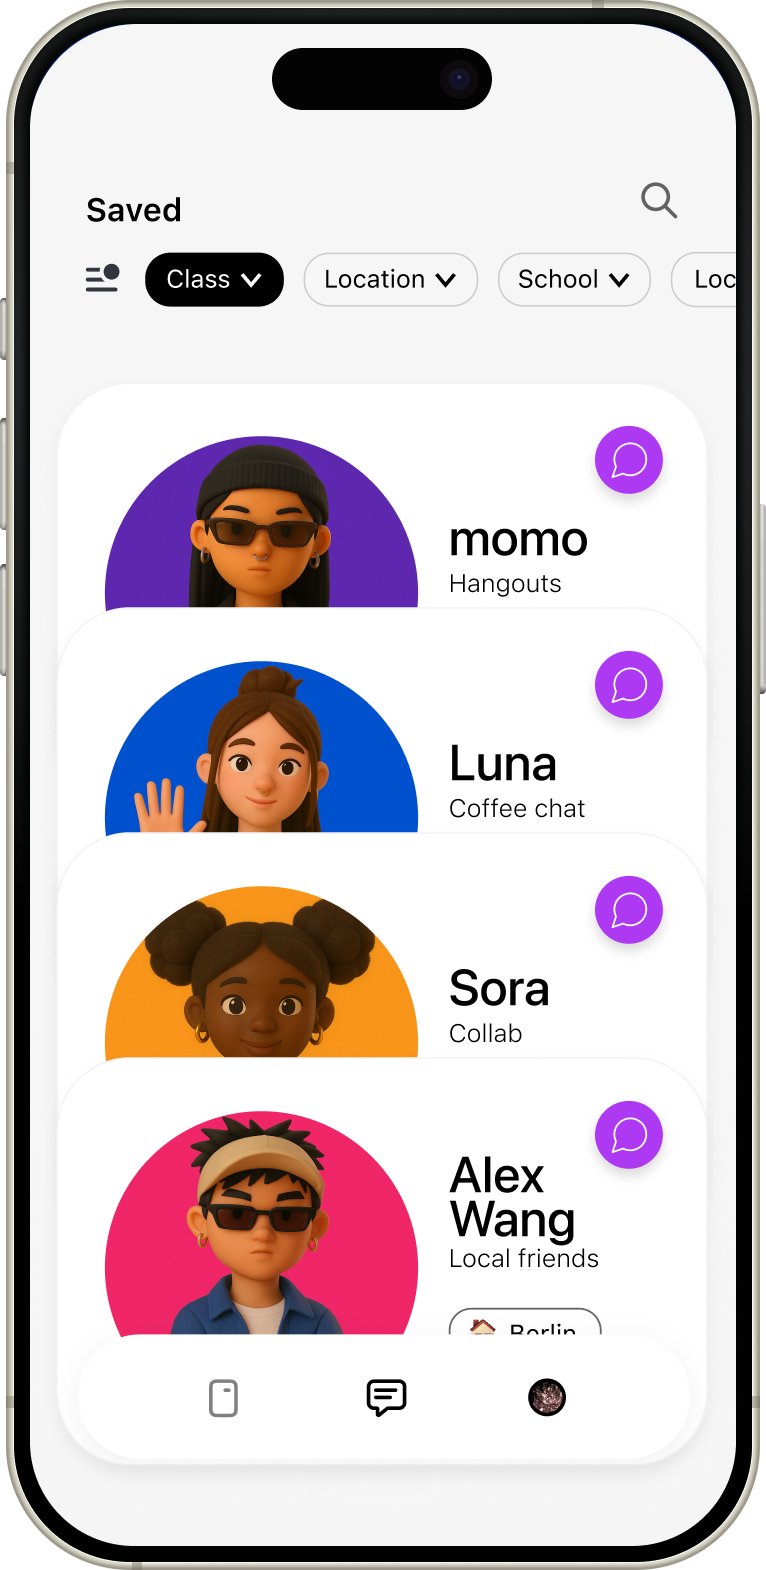 Saved
Class
Location
School
Loc
momo
Hangouts
Luna
Coffee chat
Sora
Collab
Alex
Wang
Local friends
Berlin